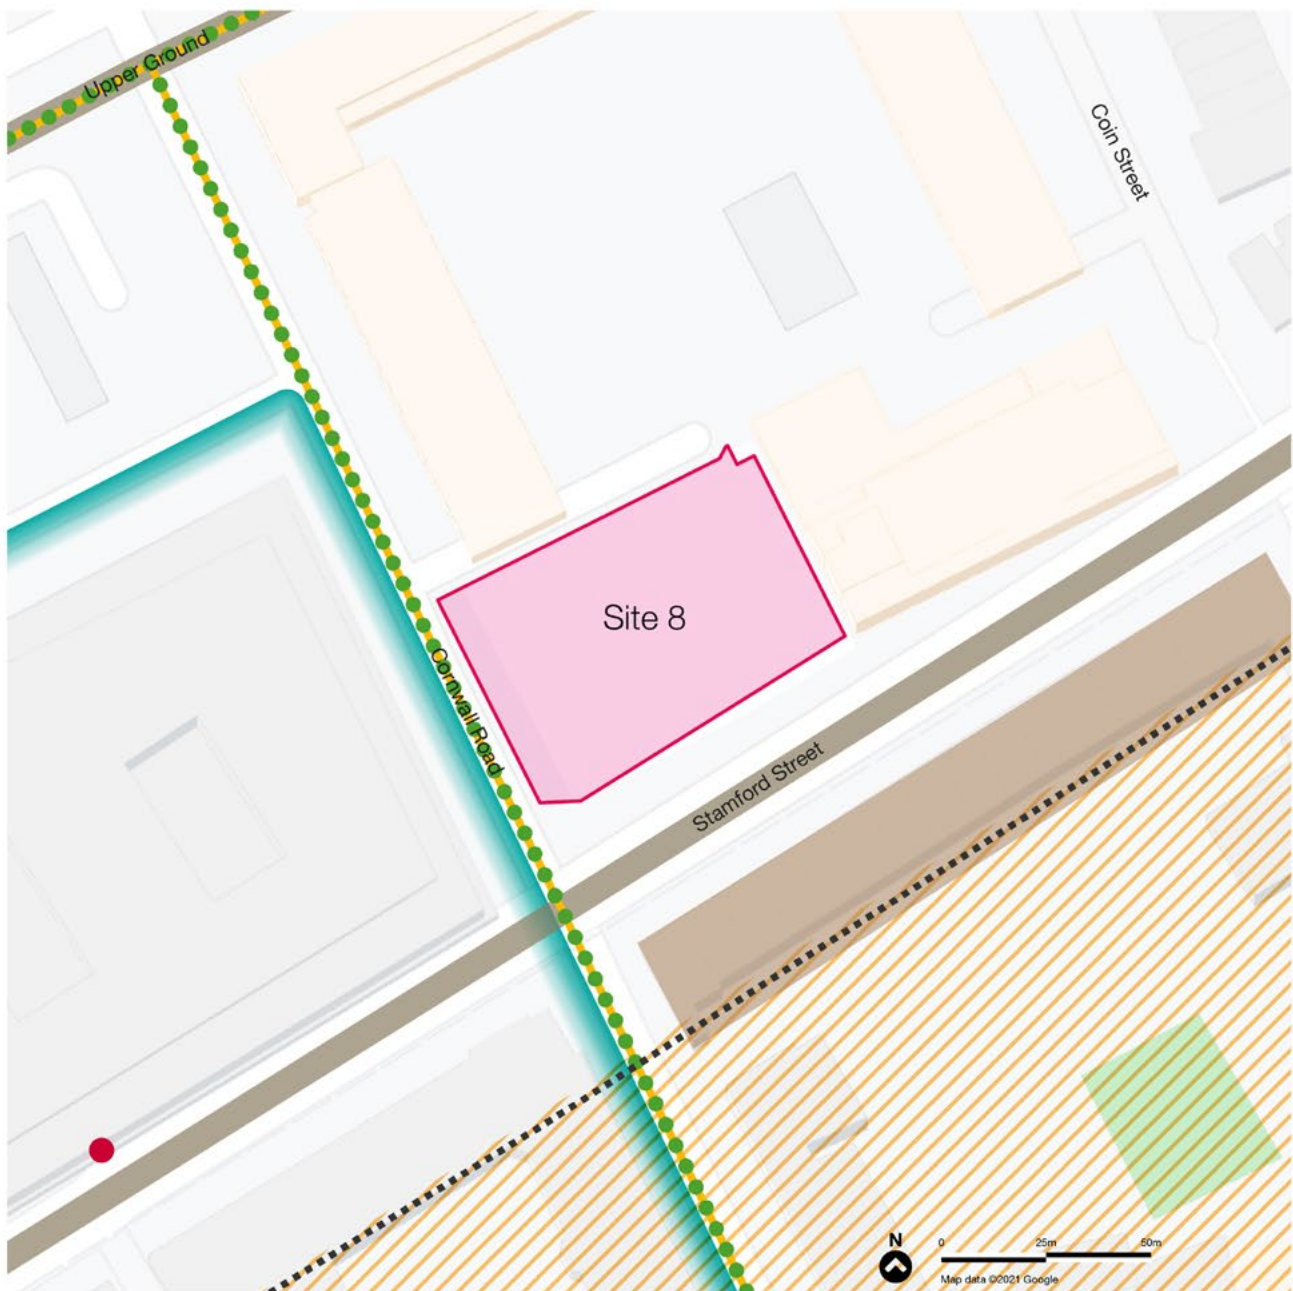 Upper Ground
Coin Street
Site 8
Cornwall Road
Stamford Street
N
0 25m 50m
Map data ©2021 Google